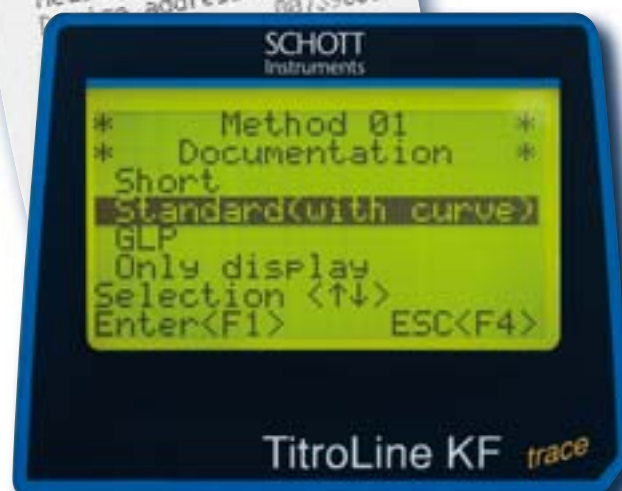 address
SCHOTT
Instruments
* Method 01 *
* Documentation *
Short
Standard(with curve)
GLP
Only display
Selection <↑↓>
Enter<F1> ESC<F4>
TitroLine KF trace